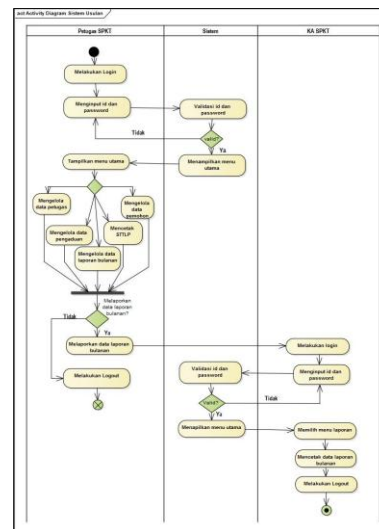 act Activity Diagram Sistem Usulan
Petugas SPKT
Sistem
KA SPKT
Melakukan Login
Menginput id dan
password
Validasi id dan
password
Tidak
valid?
Ya
Tampilkan menu utama
Menampilkan menu
utama
Mengelola
data petugas
Mengelola
data
pemohon
Mengelola data
pengaduan
Mencetak
STTLP
Mengelola data
laporan bulanan
Melaporkan
data laporan
bulanan?
Tidak
Ya
Melaporkan data laporan
bulanan
Melakukan login
Validasi id dan
password
Menginput id dan
password
Melakukan Logout
Valid?
Tidak
Ya
Menapilkan menu utama
Memilih menu laporan
Mencetak data laporan
bulanan
Melakukan Logout